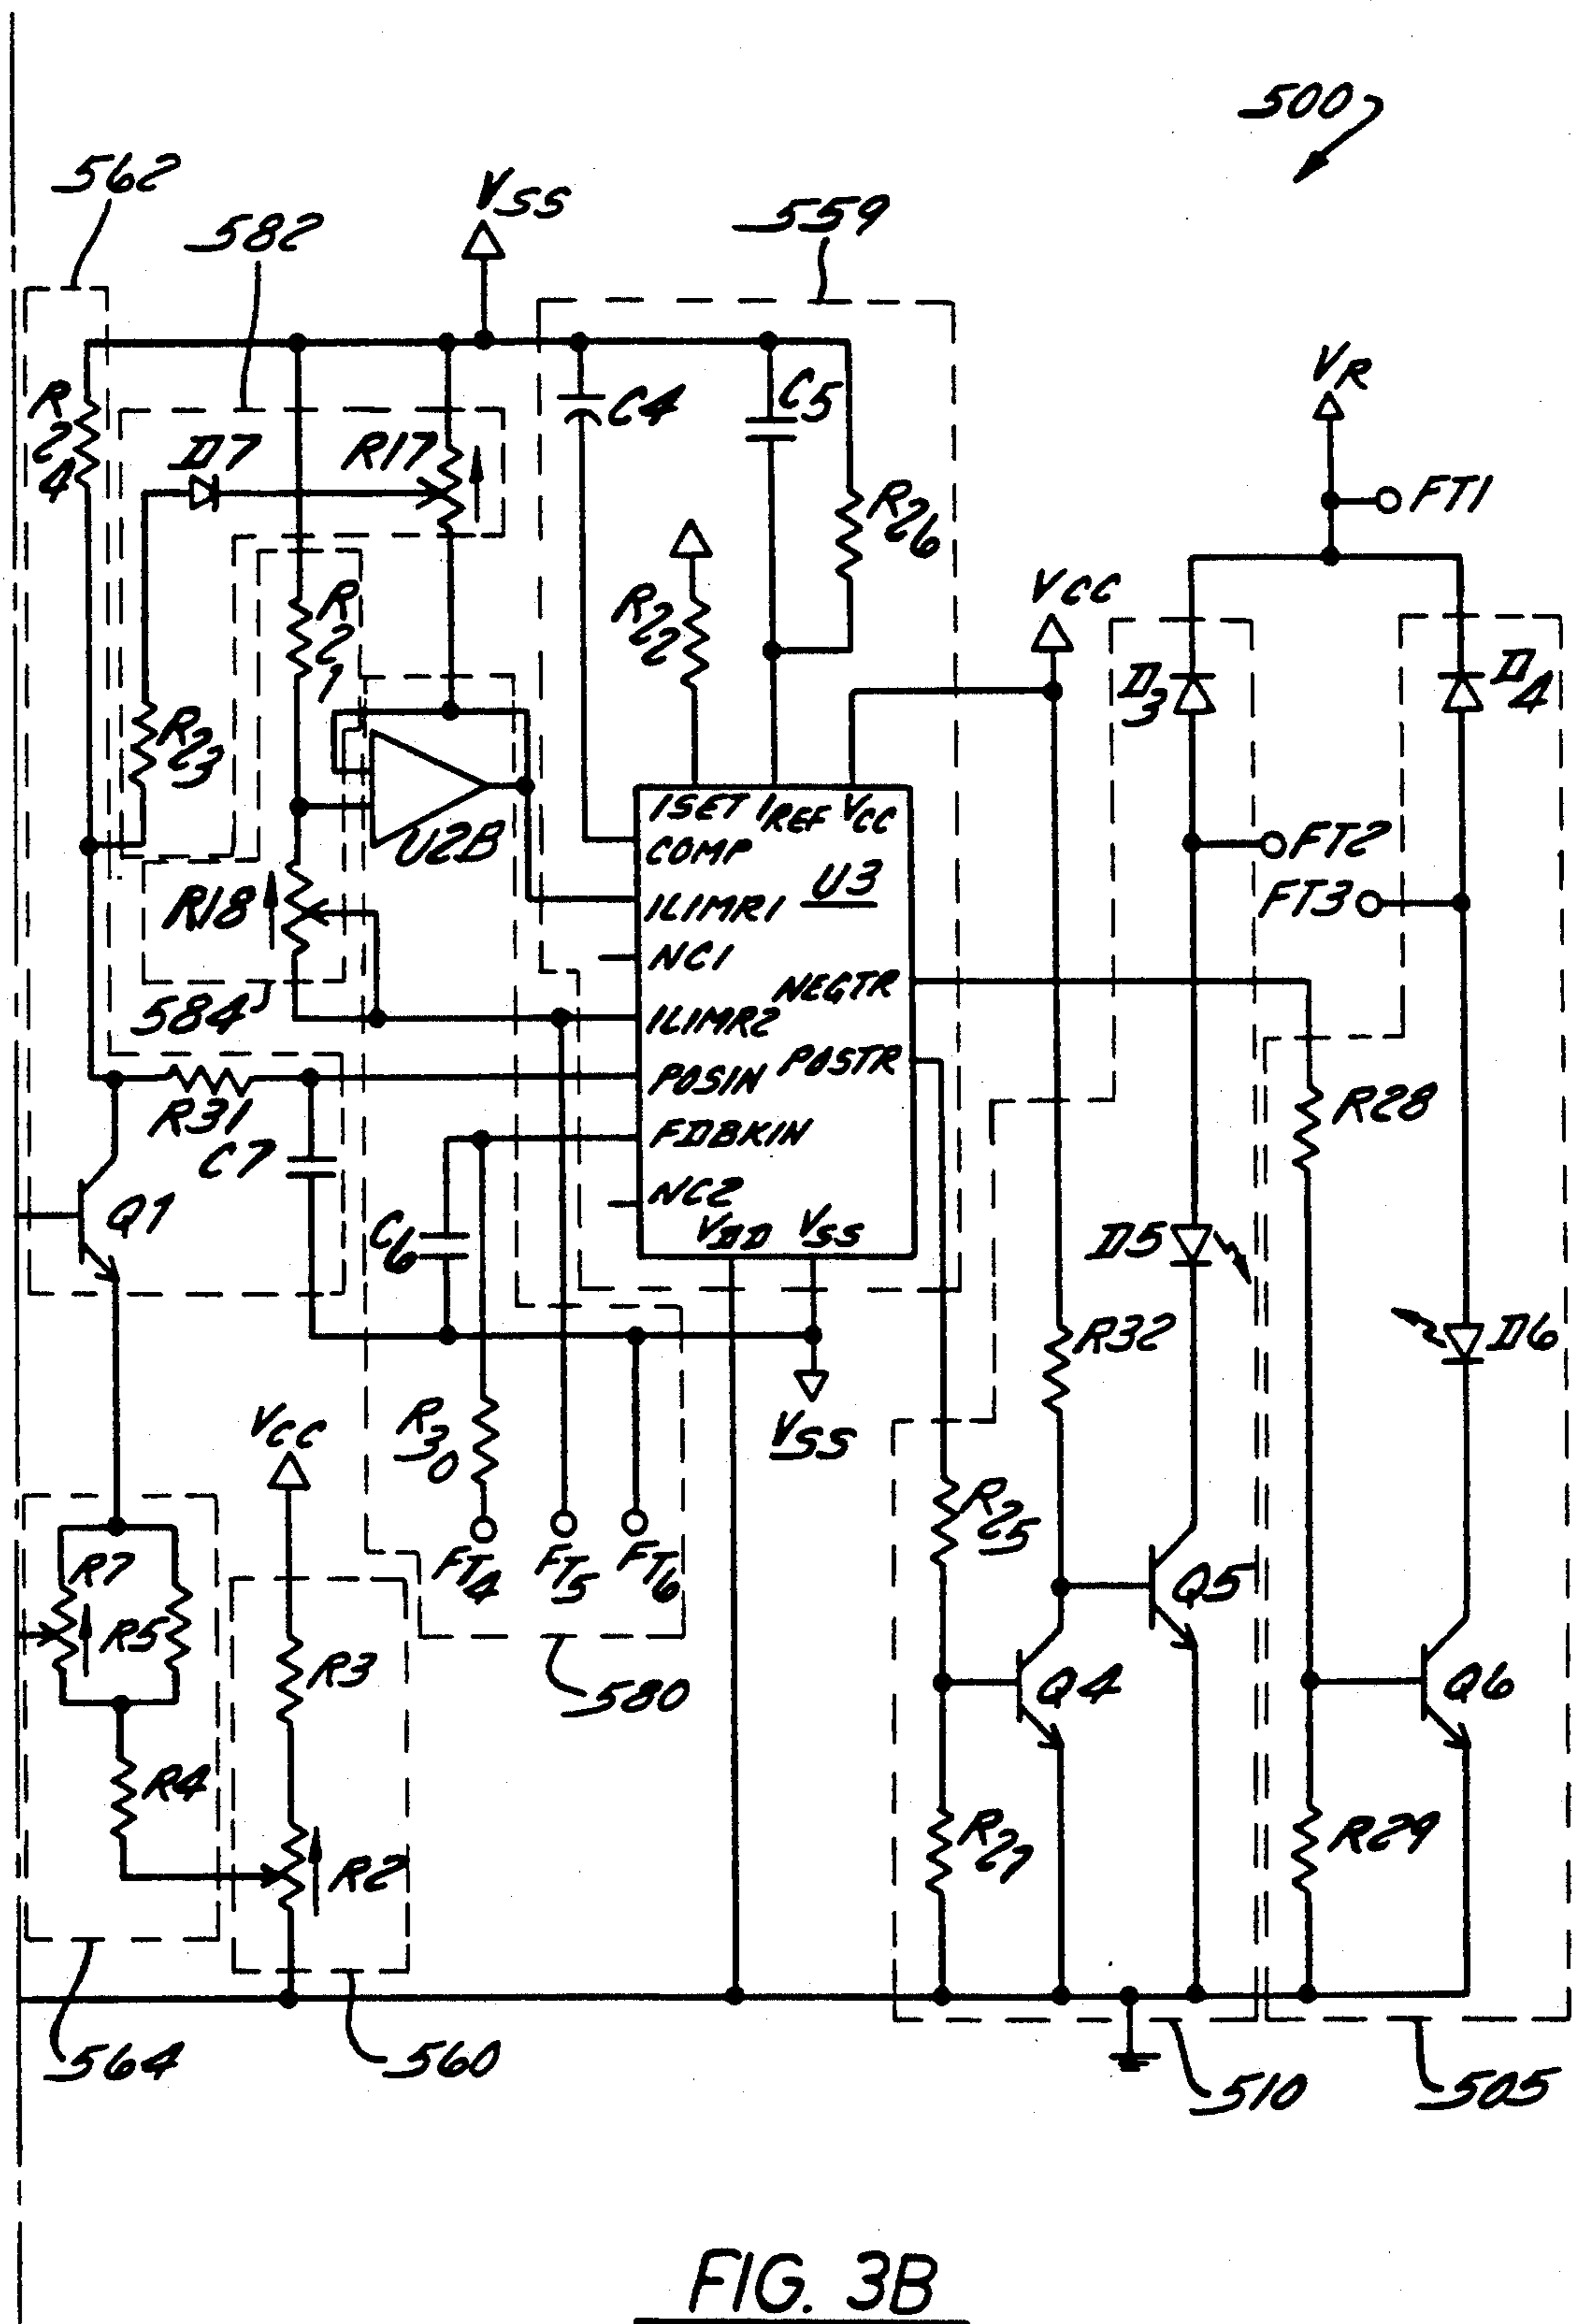 500
562
582
VSS
559
R24
D7
R17
C4
C5
R26
VR
FT1
R22
VCC
R21
R23
D3
D4
U2B
ISET IREF VCC
COMP
U3
FT2
FT3
ILIMR1
R18
NC1
NEGTR
584
ILIMR2
POSTR
POSIN
R31
R28
C7
FDBKIN
Q1
NC2
VDD VSS
C6
D5
R32
D6
R30
VSS
VCC
R25
FT4
FT5
FT6
Q5
R7
R5
R3
580
Q4
Q6
R4
R2
R27
R29
564
560
510
505
FIG. 3B